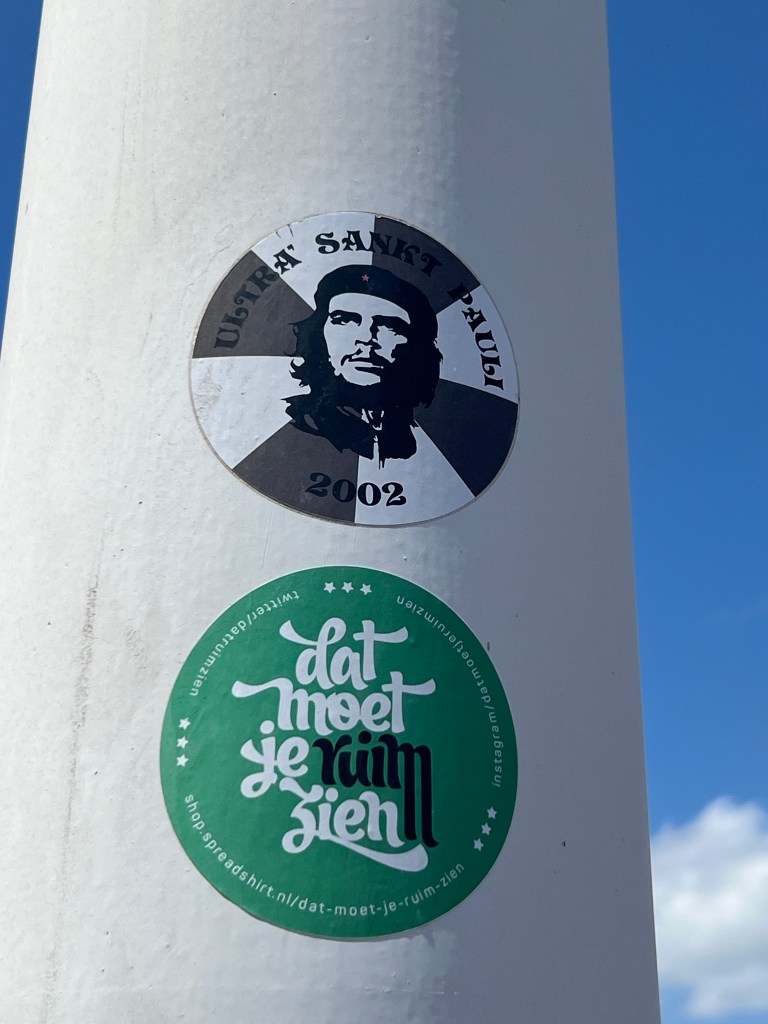 ULTRA' SANKT PAULI
2002
dat
moet
je ruim
zien
twitter/datruimzien
instagram/datmoetjeruimzien
shop.spreadshirt.nl/dat-moet-je-ruim-zien